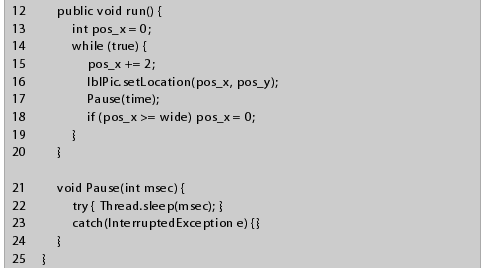 12 public void run() {
13 int pos_x = 0;
14 while (true) {
15 pos_x += 2;
16 lblPic.setLocation(pos_x, pos_y);
17 Pause(time);
18 if (pos_x >= wide) pos_x = 0;
19 }
20 }
21 void Pause(int msec) {
22 try { Thread.sleep(msec); }
23 catch(InterruptedException e) {}
24 }
25 }